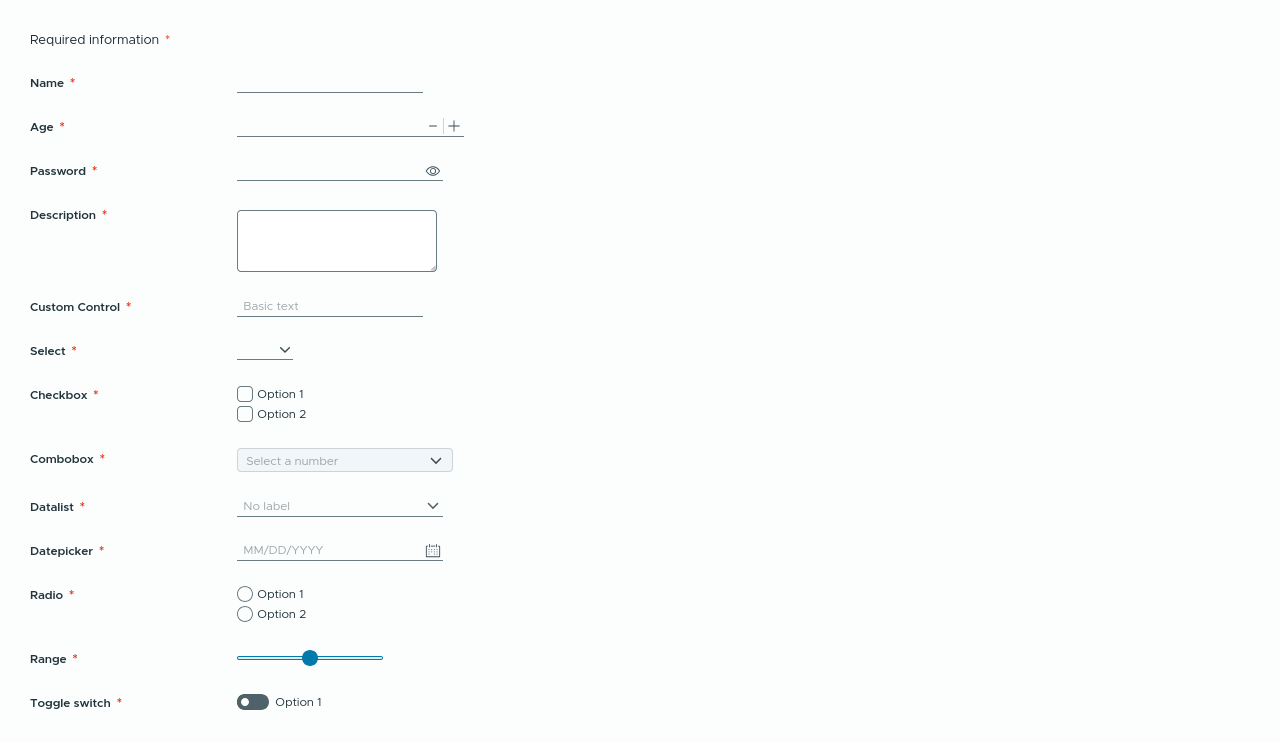 Required information *
Name *
Age *
Password *
Description *
Custom Control * Basic text
Select *
Checkbox * Option 1
Option 2
Combobox * Select a number
Datalist * No label
Datepicker * MM/DD/YYYY
Radio * Option 1
Option 2
Range *
Toggle switch * Option 1